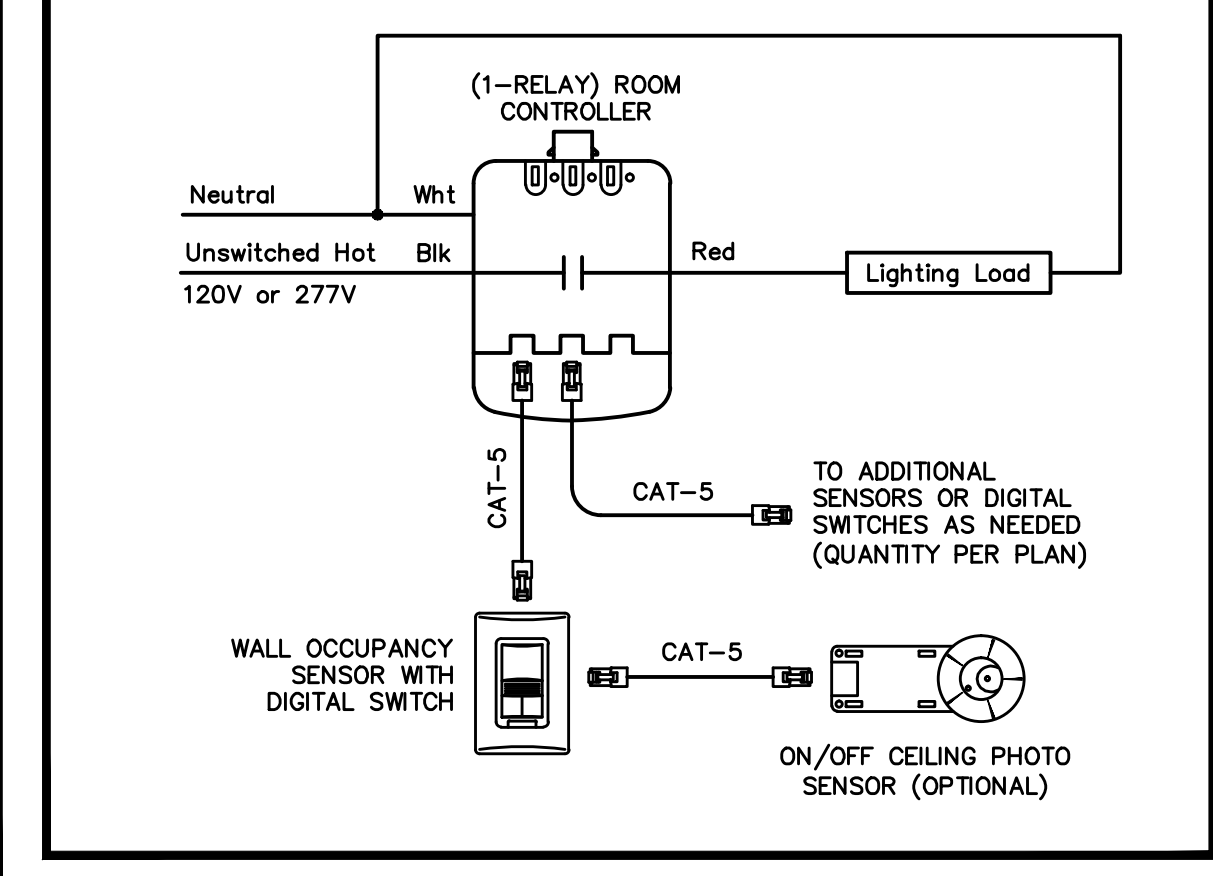 (1-RELAY) ROOM
CONTROLLER
Neutral
Wht
Unswitched Hot
Blk
Red
Lighting Load
120V or 277V
CAT-5
CAT-5
TO ADDITIONAL
SENSORS OR DIGITAL
SWITCHES AS NEEDED
(QUANTITY PER PLAN)
WALL OCCUPANCY
SENSOR WITH
DIGITAL SWITCH
CAT-5
ON/OFF CEILING PHOTO
SENSOR (OPTIONAL)